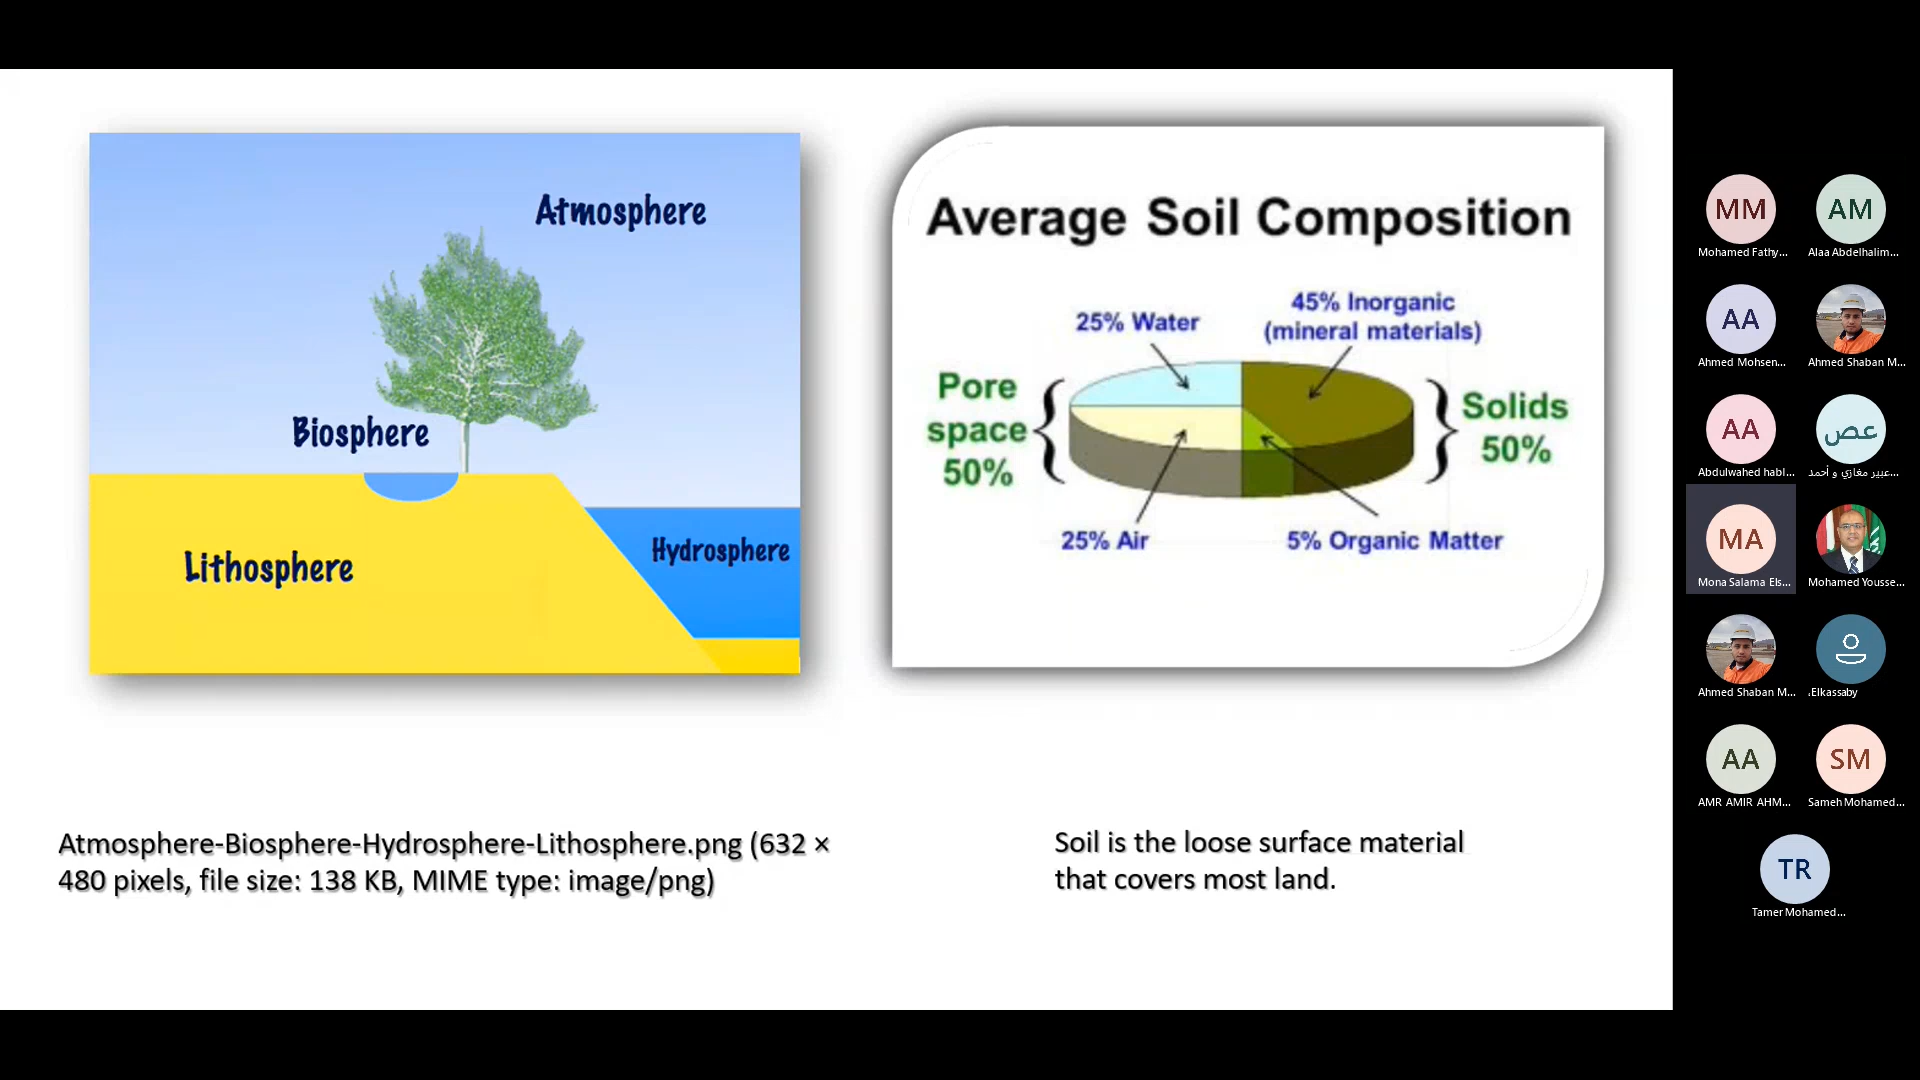 Atmosphere
Biosphere
Lithosphere
Hydrosphere
Atmosphere-Biosphere-Hydrosphere-Lithosphere.png (632 ×
480 pixels, file size: 138 KB, MIME type: image/png)
Average Soil Composition
25% Water
45% Inorganic
(mineral materials)
Pore
space
50%
Solids
50%
25% Air
5% Organic Matter
Soil is the loose surface material
that covers most land.
MM
Mohamed Fathy...
AM
Alaa Abdelhalim...
AA
Ahmed Mohsen...
Ahmed Shaban M...
AA
Abdulwahed habl...
عص
عبير مغازي و أحمد...
MA
Mona Salama Els...
Mohamed Yousse...
Ahmed Shaban M...
،Elkassaby
AA
AMR AMIR AHM...
SM
Sameh Mohamed...
TR
Tamer Mohamed...